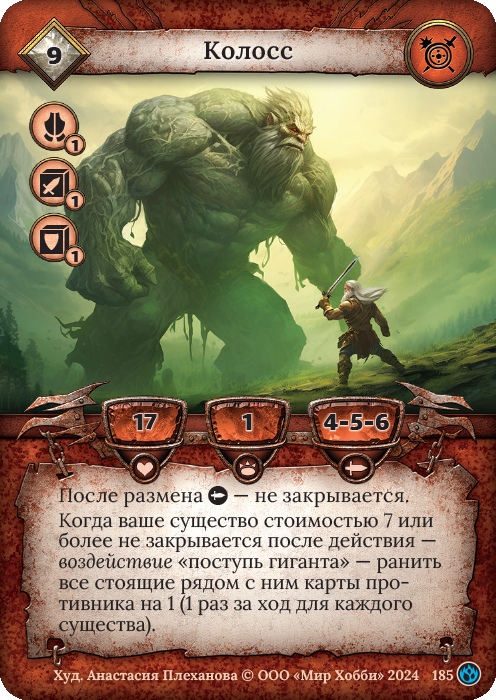 9
Колосс
1
1
1
17
1
4-5-6
После размена — не закрывается.
Когда ваше существо стоимостью 7 или
более не закрывается после действия —
воздействие «поступь гиганта» — ранить
все стоящие рядом с ним карты про-
тивника на 1 (1 раз за ход для каждого
существа).
Худ. Анастасия Плеханова © ООО «Мир Хобби» 2024 185